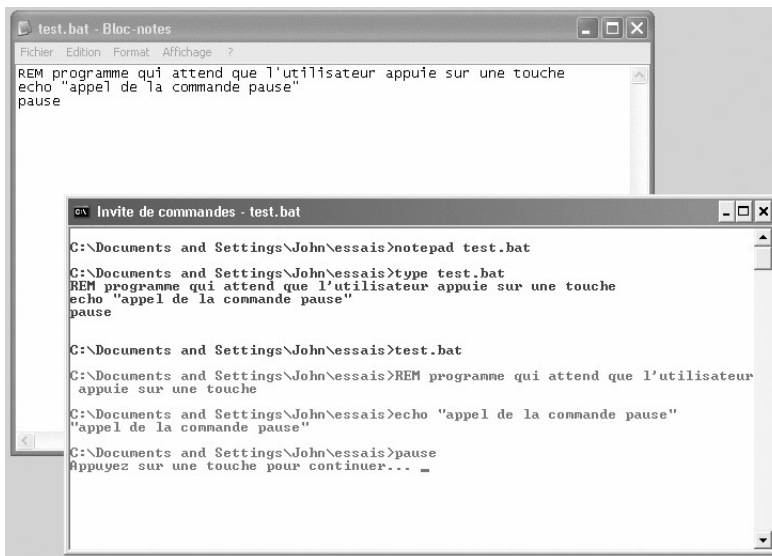 test.bat - Bloc-notes
Fichier Edition Format Affichage ?
REM programme qui attend que l'utilisateur appuie sur une touche
echo "appel de la commande pause"
pause
Invite de commandes - test.bat
C:\Documents and Settings\John\essais>notepad test.bat
C:\Documents and Settings\John\essais>type test.bat
REM programme qui attend que l'utilisateur appuie sur une touche
echo "appel de la commande pause"
pause
C:\Documents and Settings\John\essais>test.bat
C:\Documents and Settings\John\essais>REM programme qui attend que l'utilisateur
appuie sur une touche
C:\Documents and Settings\John\essais>echo "appel de la commande pause"
"appel de la commande pause"
C:\Documents and Settings\John\essais>pause
Appuyez sur une touche pour continuer... _